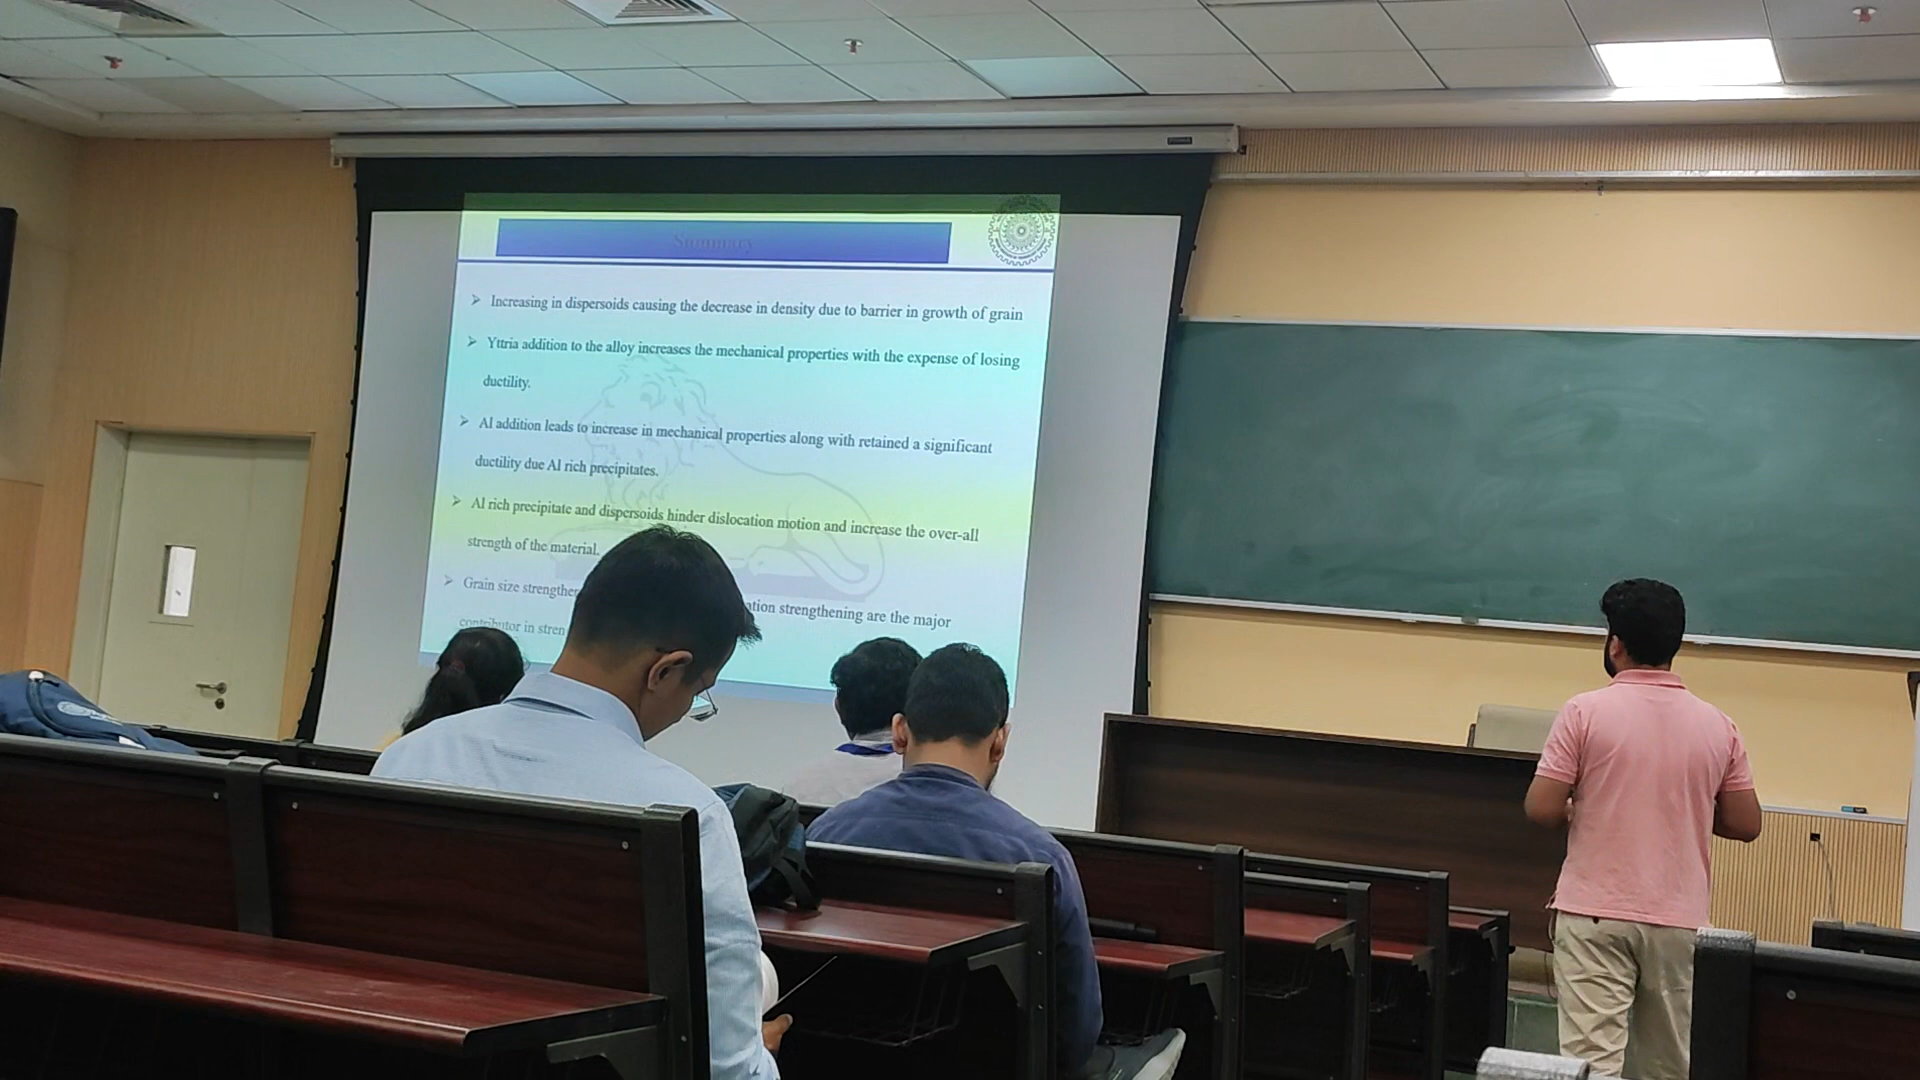 Summary
➢ Increasing in dispersoids causing the decrease in density due to barrier in growth of grain
➢ Yttria addition to the alloy increases the mechanical properties with the expense of losing
ductility.
➢ Al addition leads to increase in mechanical properties along with retained a significant
ductility due Al rich precipitates.
➢ Al rich precipitate and dispersoids hinder dislocation motion and increase the over-all
strength of the material.
➢ Grain size strengthe ation strengthening are the major
contributor in stren